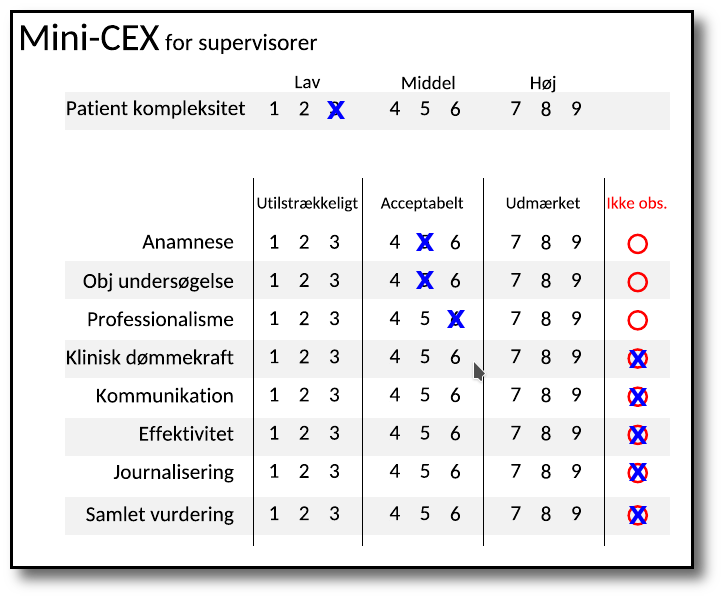 Mini-CEX for supervisorer
Lav Middel Høj
Patient kompleksitet 1 2 X 4 5 6 7 8 9
Utilstrækkeligt Acceptabelt Udmærket Ikke obs.
Anamnese 1 2 3 4 X 6 7 8 9
Obj undersøgelse 1 2 3 4 X 6 7 8 9
Professionalisme 1 2 3 4 5 X 7 8 9
Klinisk dømmekraft 1 2 3 4 5 6 7 8 9 X
Kommunikation 1 2 3 4 5 6 7 8 9 X
Effektivitet 1 2 3 4 5 6 7 8 9 X
Journalisering 1 2 3 4 5 6 7 8 9 X
Samlet vurdering 1 2 3 4 5 6 7 8 9 X